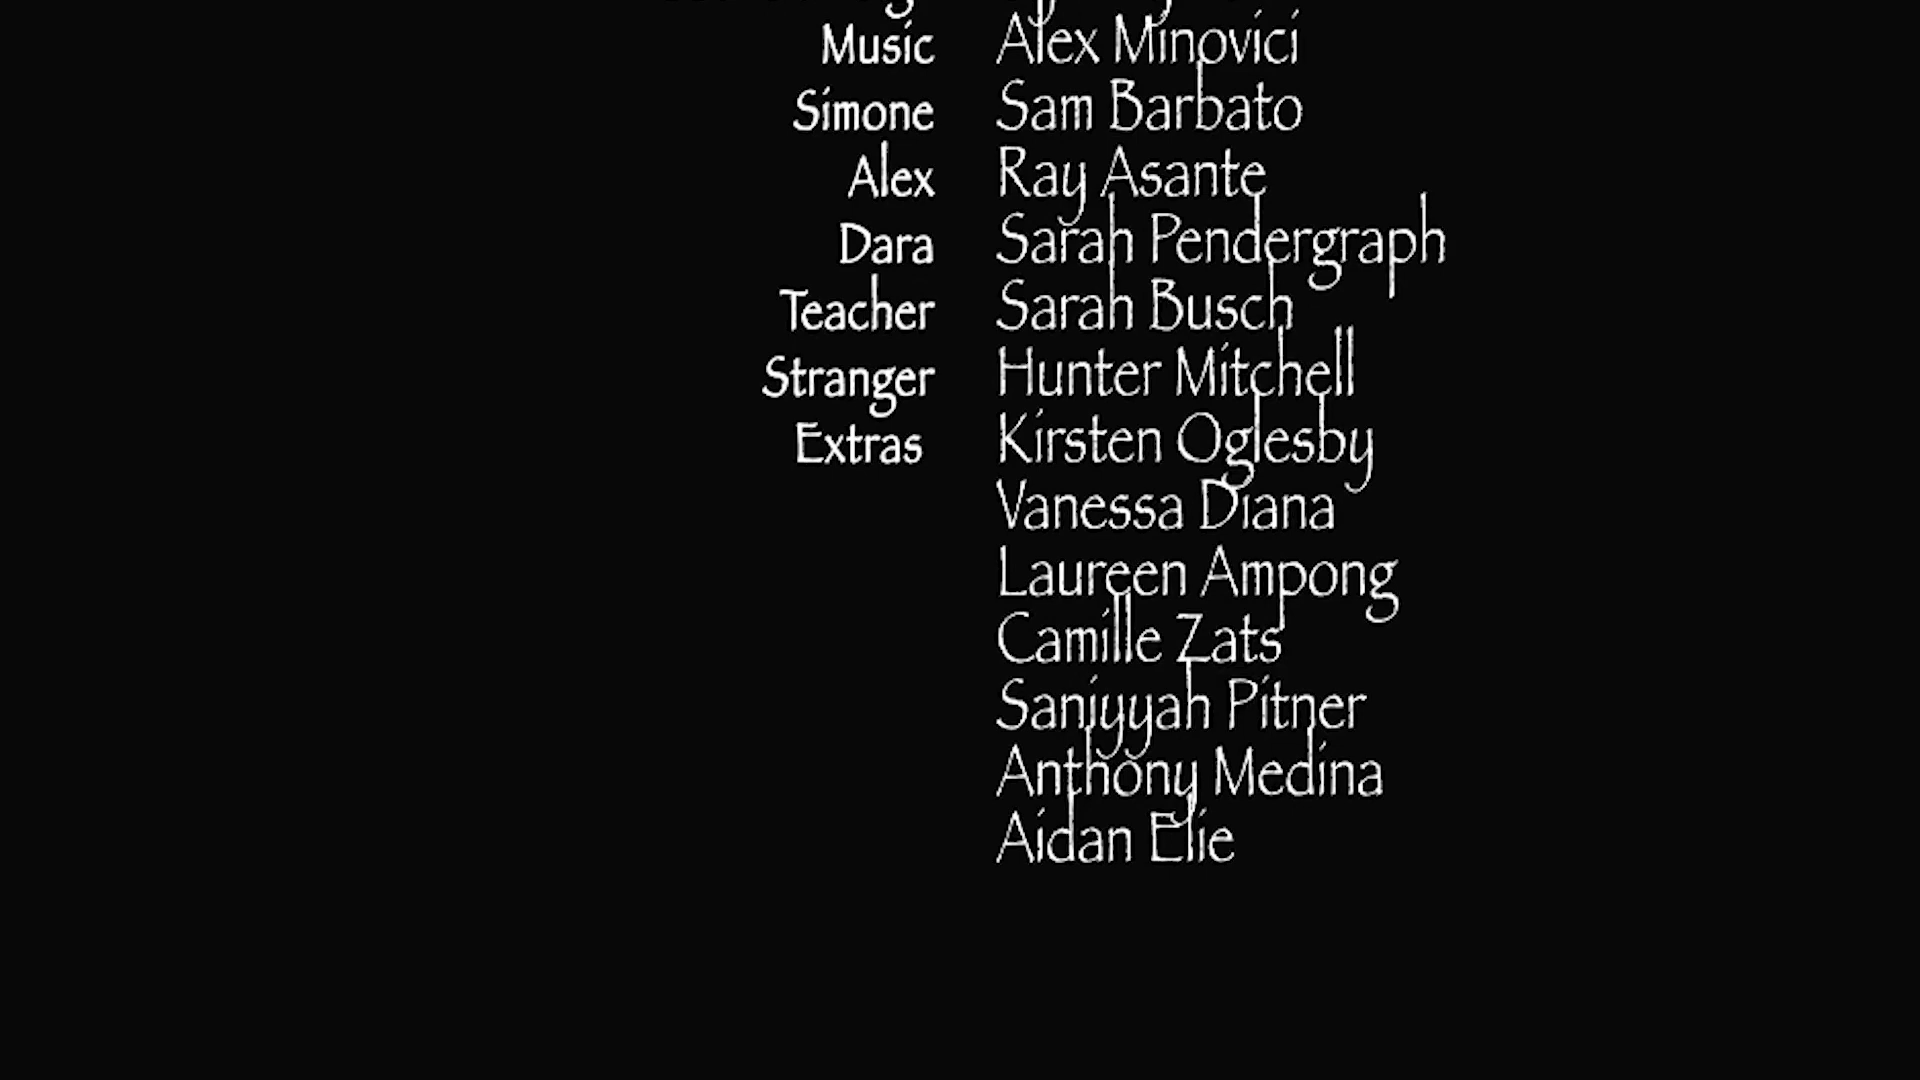 Music Alex Minovici
Simone Sam Barbato
Alex Ray Asante
Dara Sarah Pendergraph
Teacher Sarah Busch
Stranger Hunter Mitchell
Extras Kirsten Oglesby
Vanessa Diana
Laureen Ampong
Camille Zats
Saniyyah Pitner
Anthony Medina
Aidan Elie